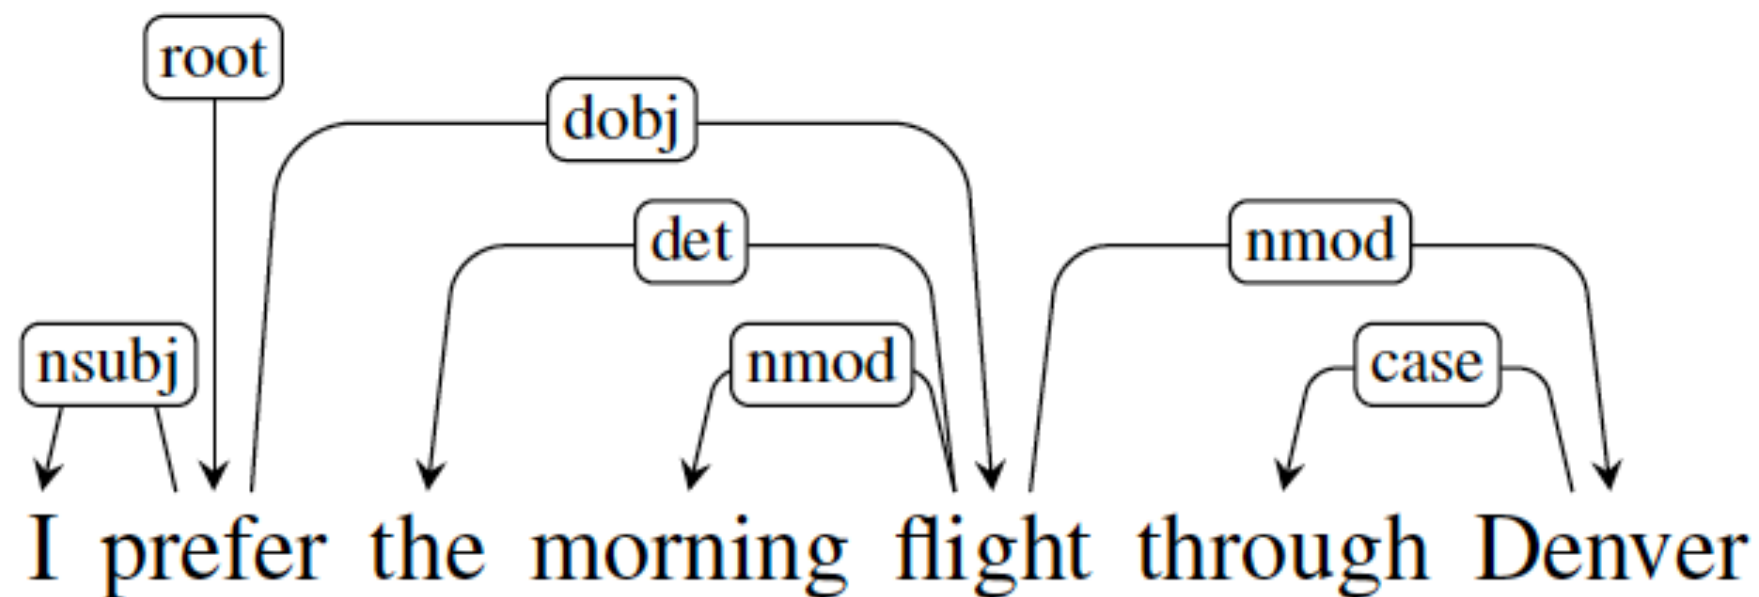 root
dobj
det nmod
nsubj nmod case
I prefer the morning flight through Denver